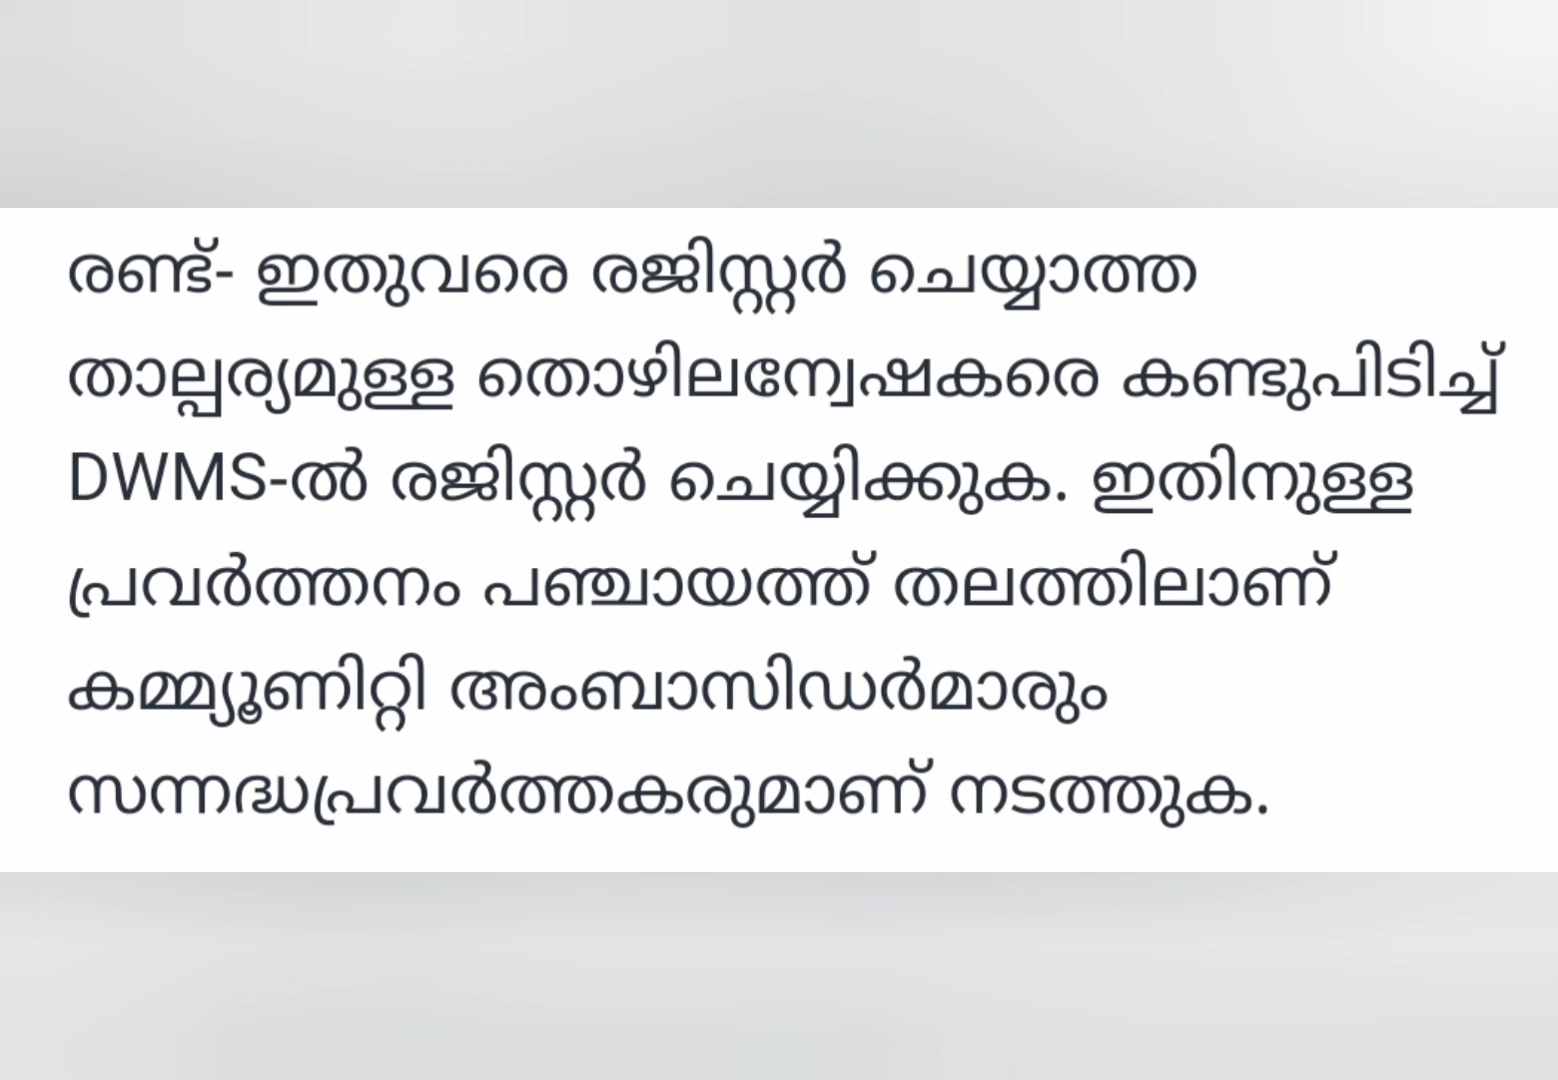 രണ്ട്- ഇതുവരെ രജിസ്റ്റർ ചെയ്യാത്ത
താല്പര്യമുള്ള തൊഴിലന്വേഷകരെ കണ്ടുപിടിച്ച്
DWMS-ൽ രജിസ്റ്റർ ചെയ്യിക്കുക. ഇതിനുള്ള
പ്രവർത്തനം പഞ്ചായത്ത് തലത്തിലാണ്
കമ്മ്യൂണിറ്റി അംബാസിഡർമാരും
സന്നദ്ധപ്രവർത്തകരുമാണ് നടത്തുക.